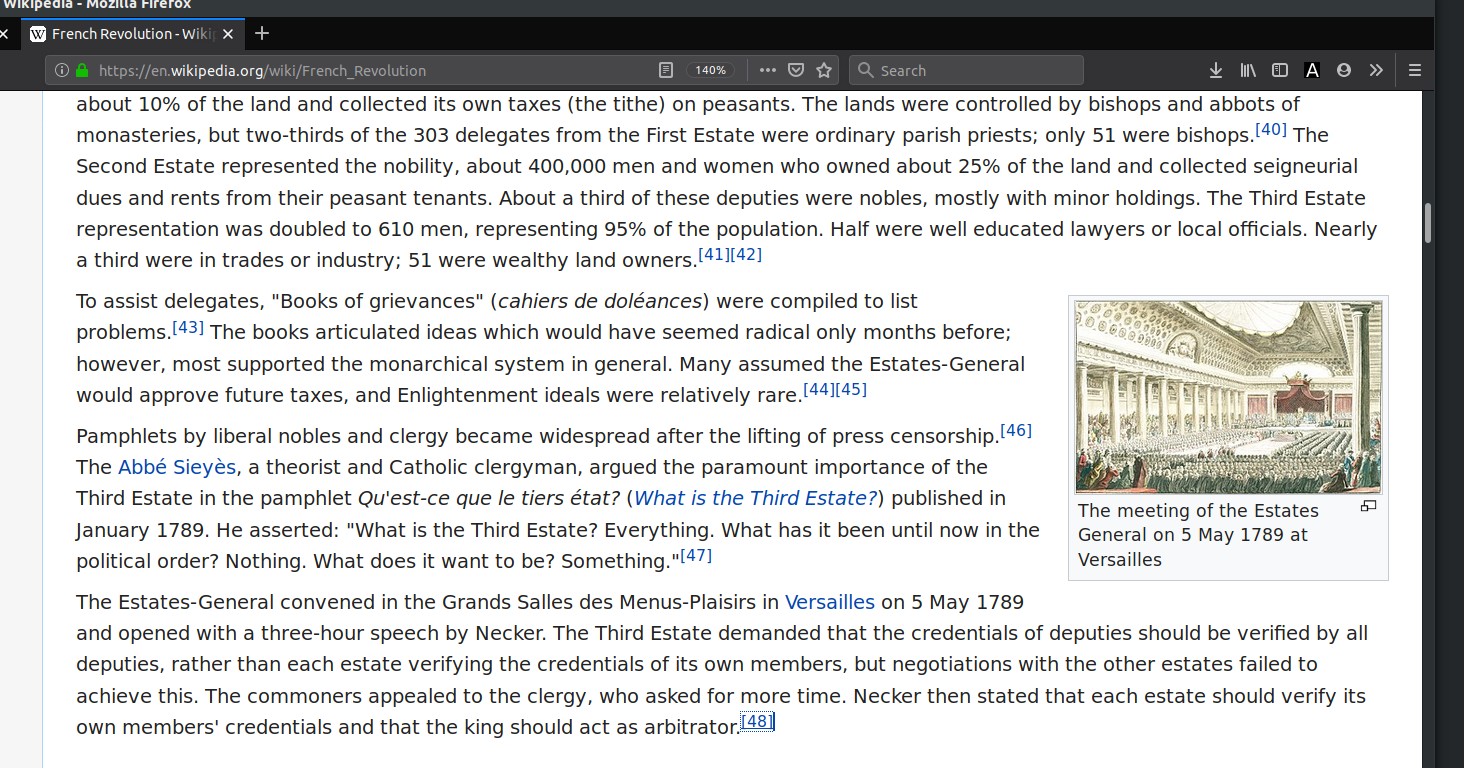 Wikipedia - Mozilla Firefox
French Revolution - Wiki
https://en.wikipedia.org/wiki/French_Revolution
140%
Search
about 10% of the land and collected its own taxes (the tithe) on peasants. The lands were controlled by bishops and abbots of
monasteries, but two-thirds of the 303 delegates from the First Estate were ordinary parish priests; only 51 were bishops.[40] The
Second Estate represented the nobility, about 400,000 men and women who owned about 25% of the land and collected seigneurial
dues and rents from their peasant tenants. About a third of these deputies were nobles, mostly with minor holdings. The Third Estate
representation was doubled to 610 men, representing 95% of the population. Half were well educated lawyers or local officials. Nearly
a third were in trades or industry; 51 were wealthy land owners.[41][42]
To assist delegates, "Books of grievances" (cahiers de doléances) were compiled to list
problems.[43] The books articulated ideas which would have seemed radical only months before;
however, most supported the monarchical system in general. Many assumed the Estates-General
would approve future taxes, and Enlightenment ideals were relatively rare.[44][45]
Pamphlets by liberal nobles and clergy became widespread after the lifting of press censorship.[46]
The Abbé Sieyès, a theorist and Catholic clergyman, argued the paramount importance of the
Third Estate in the pamphlet Qu'est-ce que le tiers état? (What is the Third Estate?) published in
January 1789. He asserted: "What is the Third Estate? Everything. What has it been until now in the
political order? Nothing. What does it want to be? Something."[47]
The meeting of the Estates
General on 5 May 1789 at
Versailles
The Estates-General convened in the Grands Salles des Menus-Plaisirs in Versailles on 5 May 1789
and opened with a three-hour speech by Necker. The Third Estate demanded that the credentials of deputies should be verified by all
deputies, rather than each estate verifying the credentials of its own members, but negotiations with the other estates failed to
achieve this. The commoners appealed to the clergy, who asked for more time. Necker then stated that each estate should verify its
own members' credentials and that the king should act as arbitrator.[48]